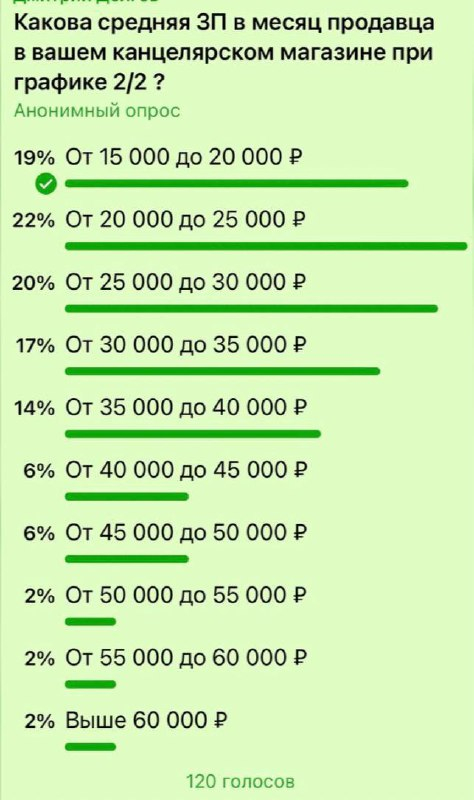 Какова средняя ЗП в месяц продавца
в вашем канцелярском магазине при
графике 2/2 ?
Анонимный опрос
19% От 15 000 до 20 000 ₽
22% От 20 000 до 25 000 ₽
20% От 25 000 до 30 000 ₽
17% От 30 000 до 35 000 ₽
14% От 35 000 до 40 000 ₽
6% От 40 000 до 45 000 ₽
6% От 45 000 до 50 000 ₽
2% От 50 000 до 55 000 ₽
2% От 55 000 до 60 000 ₽
2% Выше 60 000 ₽
120 голосов